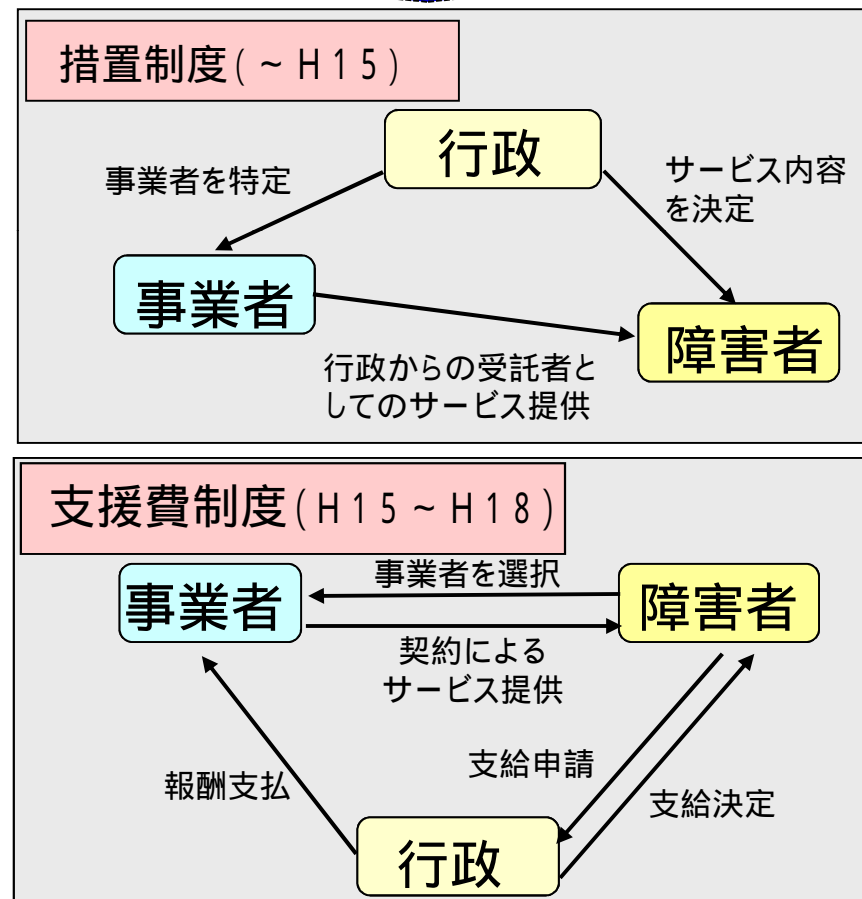 措置制度(~H15)
行政
事業者を特定
サービス内容
を決定
事業者
障害者
行政からの受託者と
してのサービス提供
支援費制度(H15~H18)
事業者を選択
事業者
障害者
契約による
サービス提供
支給申請
報酬支払
支給決定
行政